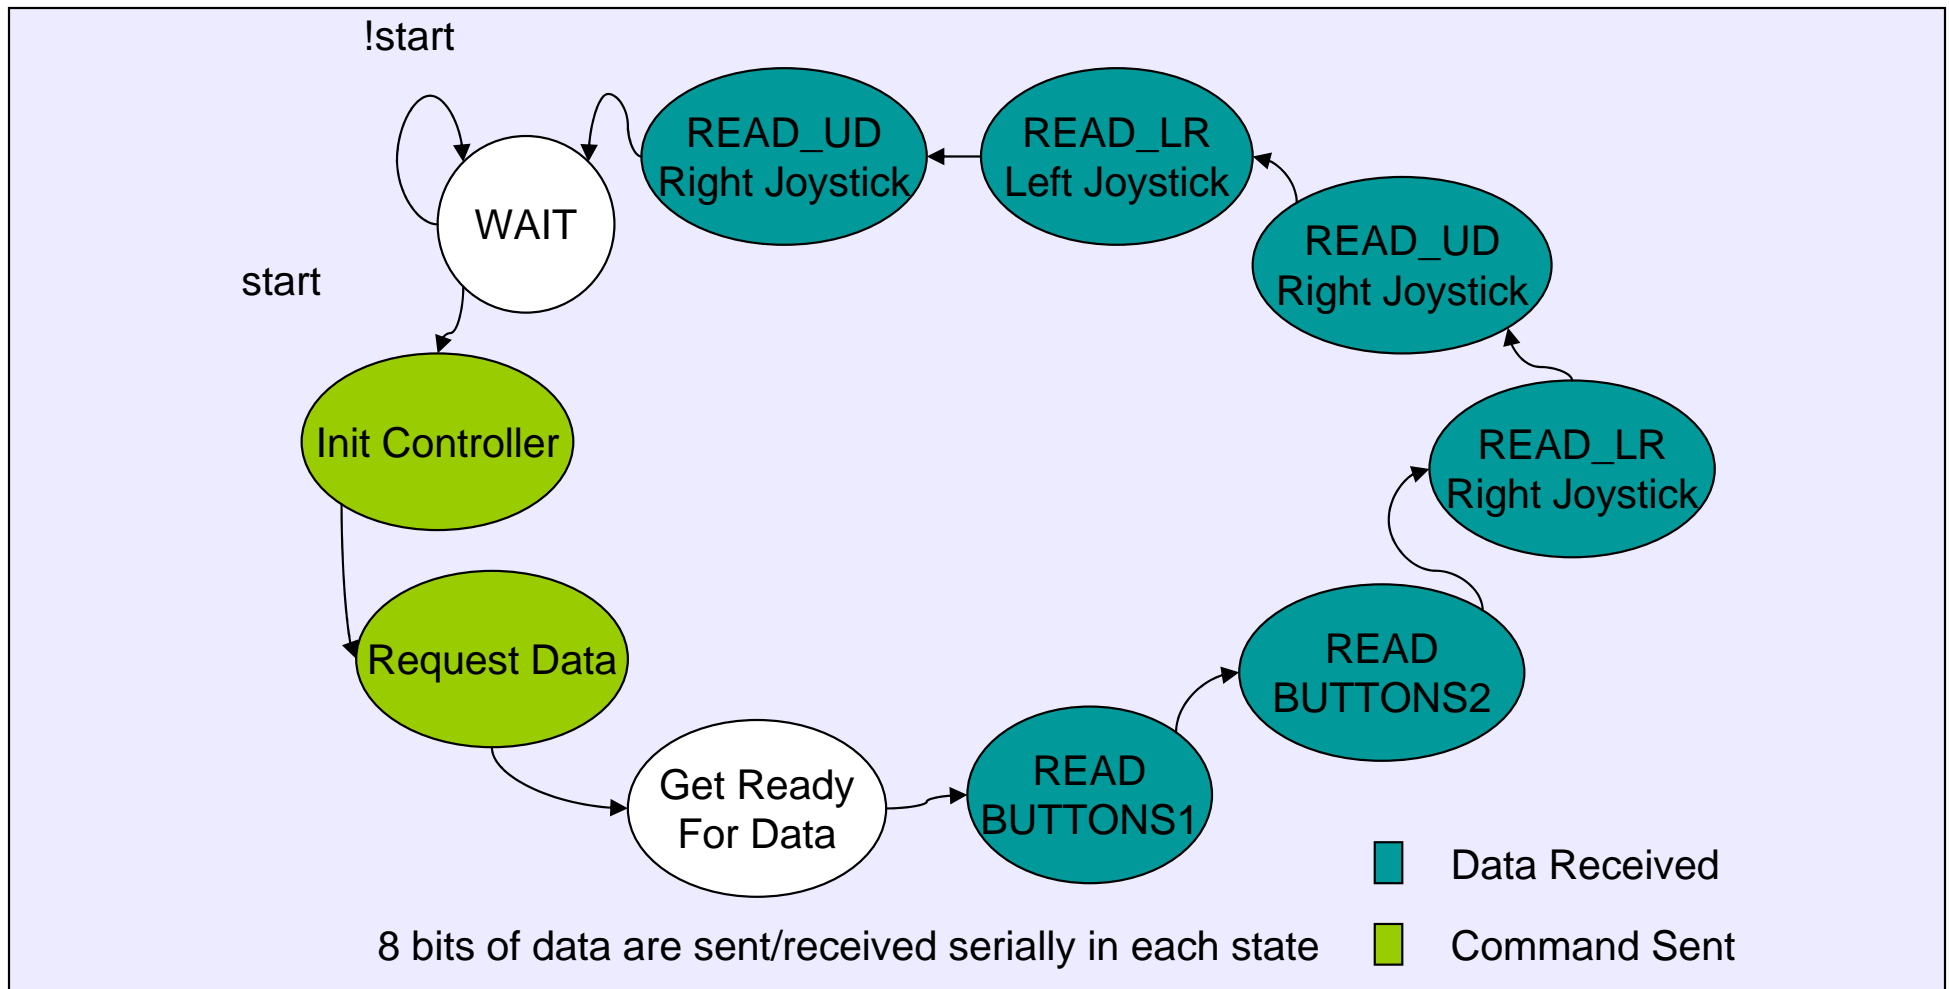 !start
WAIT
start
Init Controller
Request Data
Get Ready
For Data
READ
BUTTONS1
READ
BUTTONS2
READ_LR
Right Joystick
READ_UD
Right Joystick
READ_LR
Left Joystick
READ_UD
Right Joystick
Data Received
Command Sent
8 bits of data are sent/received serially in each state